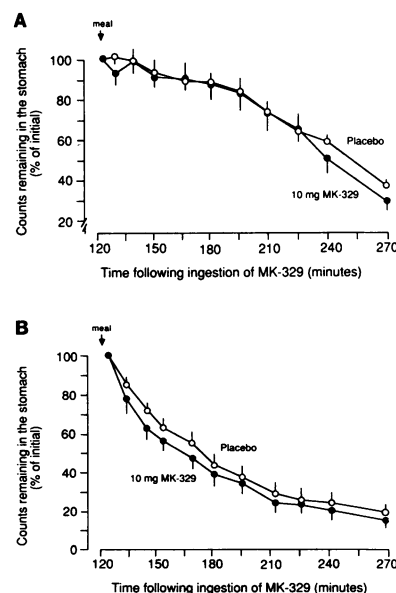 A
meal
100
80
60
40
20
Counts remaining in the stomach
(% of initial)
Placebo
10 mg MK-329
120 150 180 210 240 270
Time following ingestion of MK-329 (minutes)
B
meal
100
80
60
40
20
0
Counts remaining in the stomach
(% of initial)
Placebo
10 mg MK-329
120 150 180 210 240 270
Time following ingestion of MK-329 (minutes)